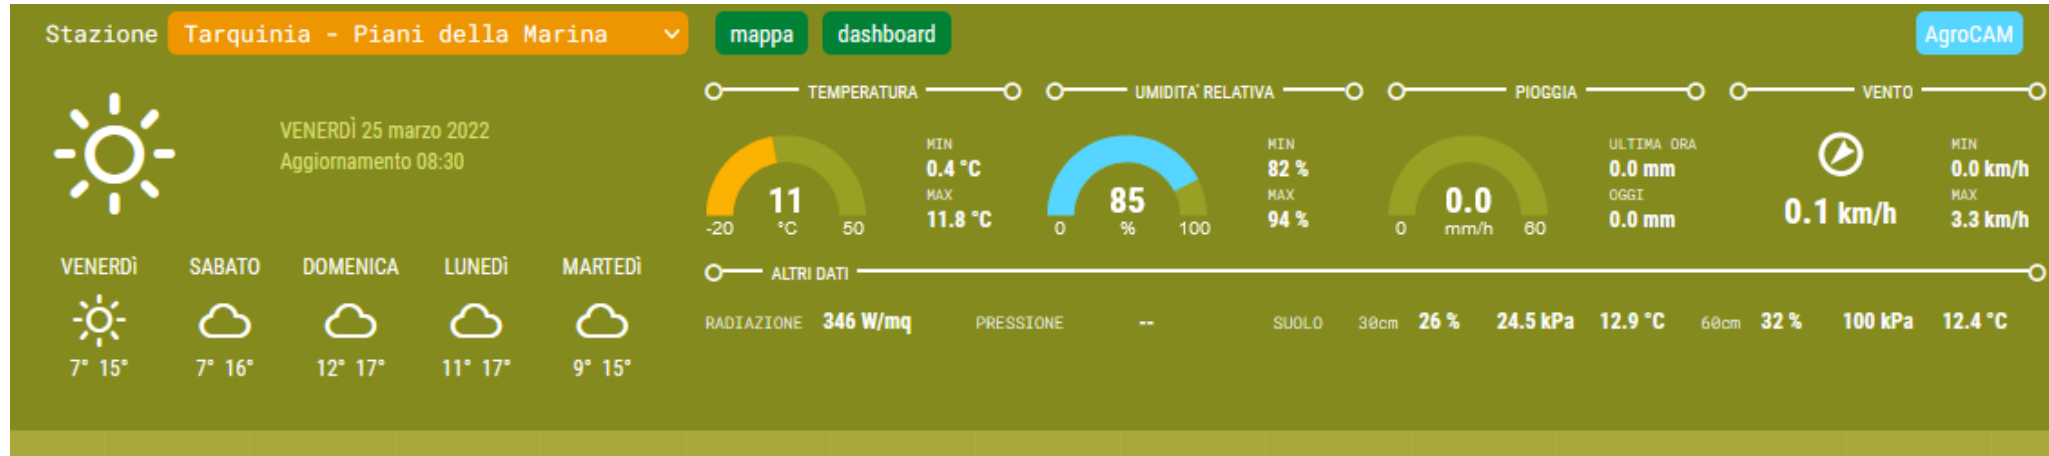 Stazione Tarquinia - Piani della Marina mappa dashboard AgroCAM
VENERDÌ 25 marzo 2022
Aggiornamento 08:30
VENERDì SABATO DOMENICA LUNEDì MARTEDì
7° 15° 7° 16° 12° 17° 11° 17° 9° 15°
TEMPERATURA
11
-20 °C 50
MIN
0.4 °C
MAX
11.8 °C
UMIDITA' RELATIVA
85
0 % 100
MIN
82 %
MAX
94 %
PIOGGIA
0.0
0 mm/h 60
ULTIMA ORA
0.0 mm
OGGI
0.0 mm
VENTO
0.1 km/h
MIN
0.0 km/h
MAX
3.3 km/h
ALTRI DATI
RADIAZIONE 346 W/mq PRESSIONE -- SUOLO 30cm 26 % 24.5 kPa 12.9 °C 60cm 32 % 100 kPa 12.4 °C